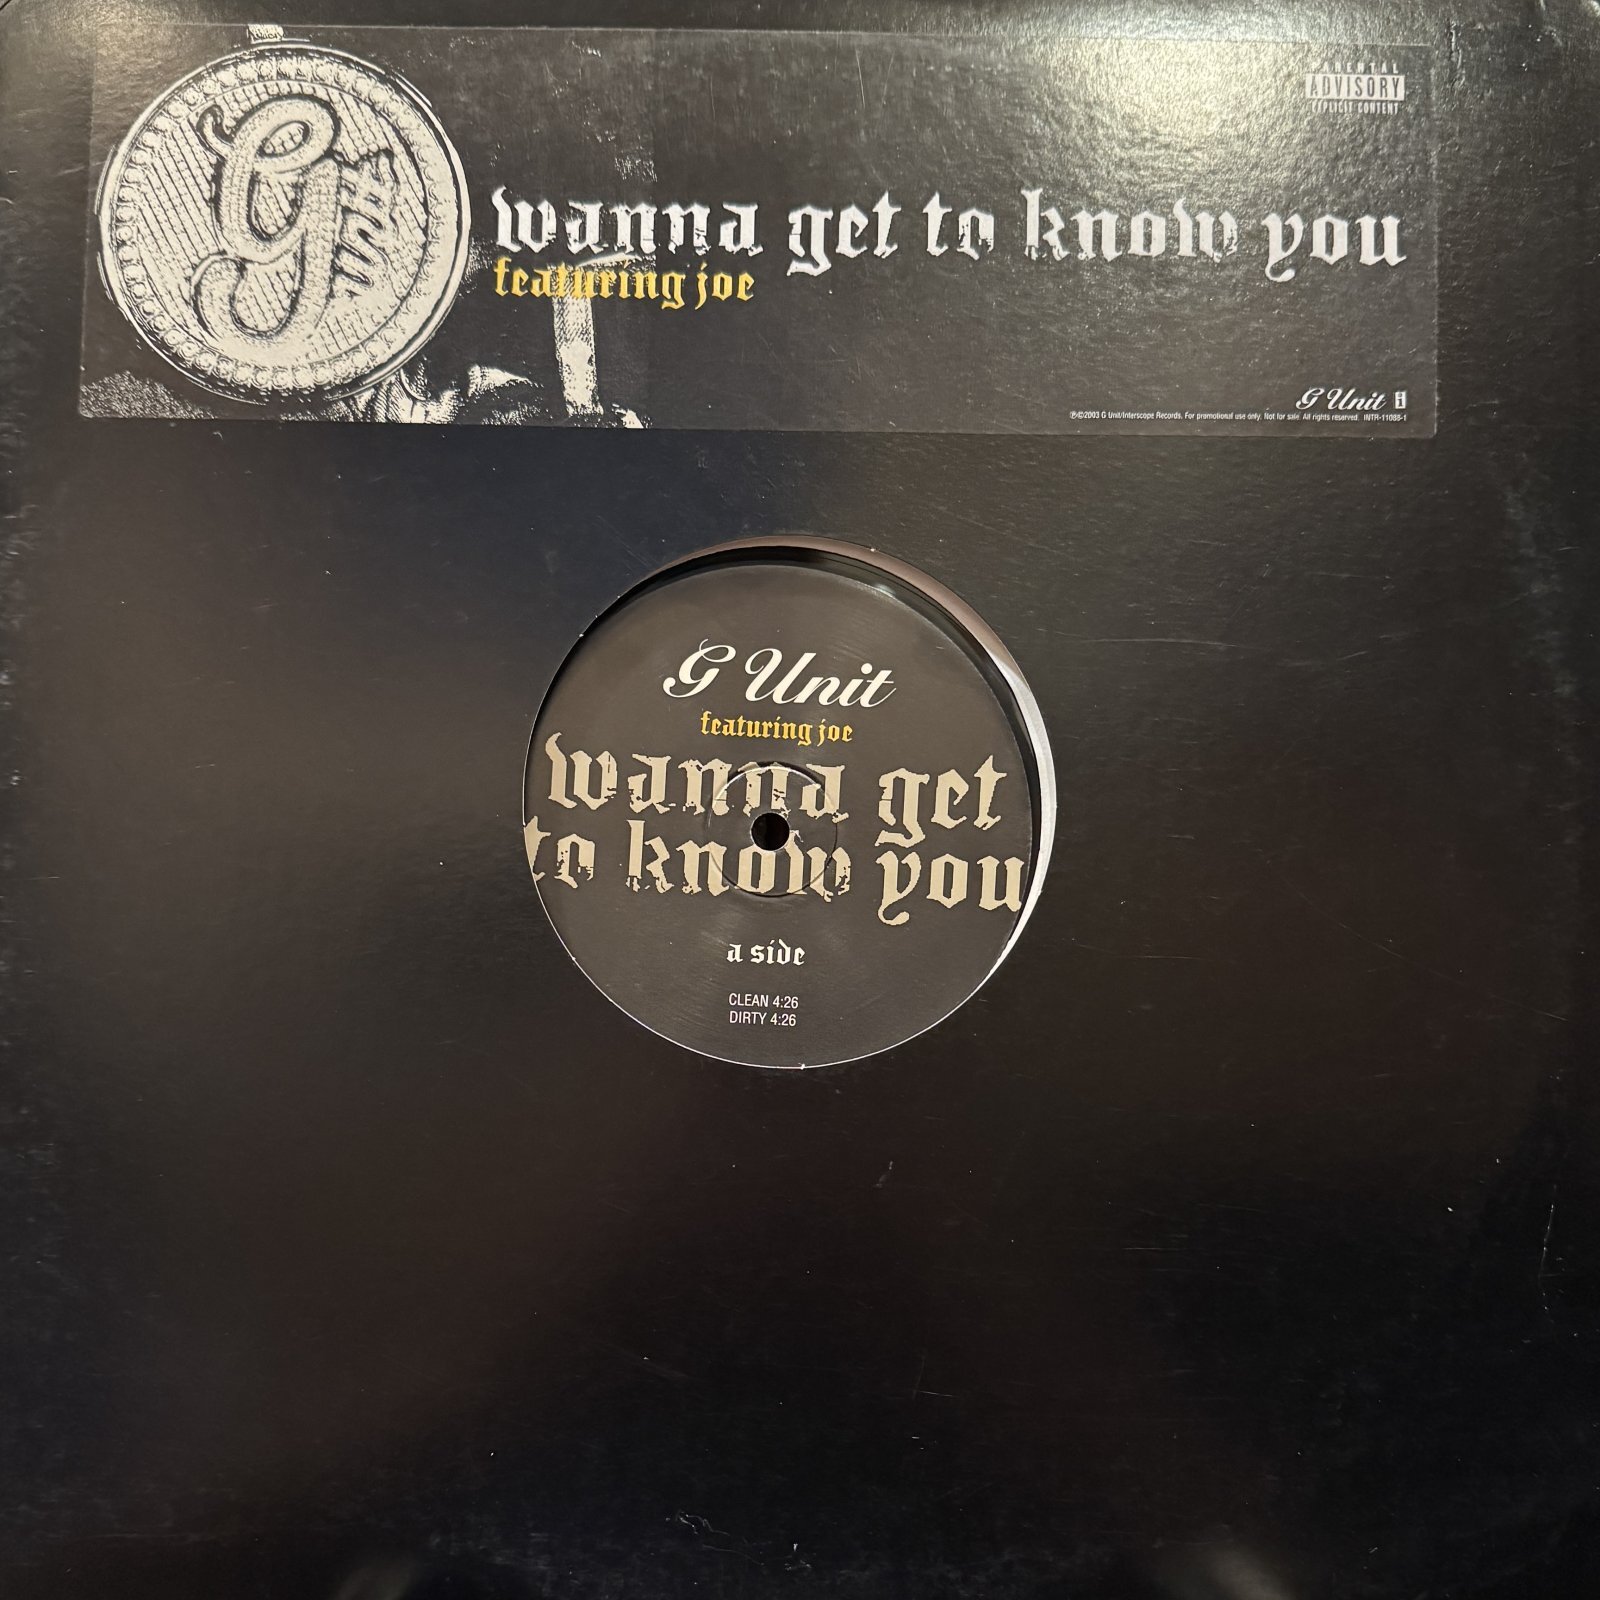 G UNIT
PARENTAL
ADVISORY
EXPLICIT CONTENT
wanna get to know you
featuring joe
G Unit i
℗©2003 G Unit/Interscope Records. For promotional use only. Not for sale. All rights reserved. INTR-11088-1
G Unit
featuring joe
wanna get
to know you
a side
CLEAN 4:26
DIRTY 4:26